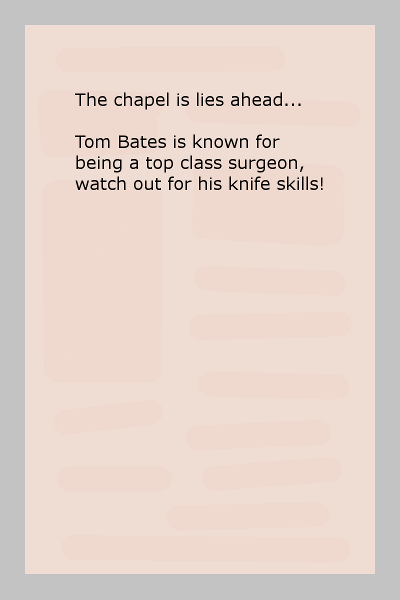 The chapel is lies ahead...
Tom Bates is known for
being a top class surgeon,
watch out for his knife skills!